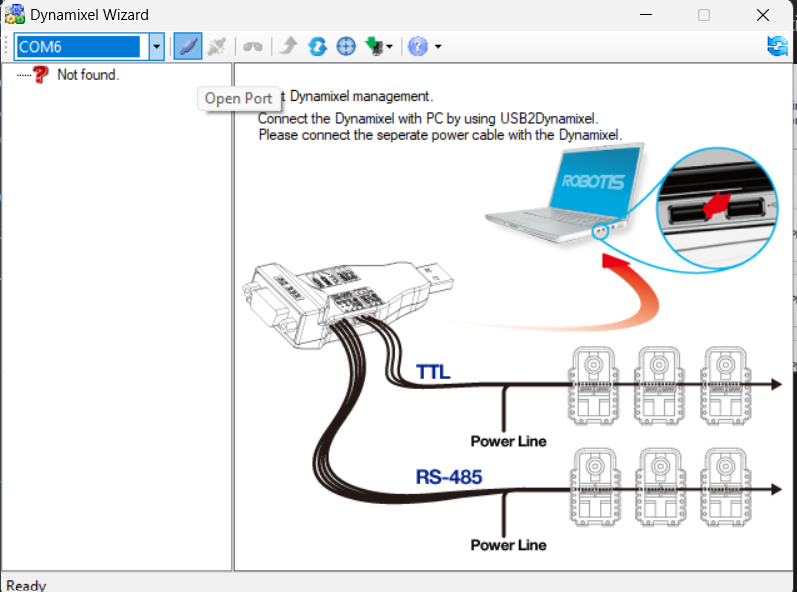 Dynamixel Wizard
COM6
Not found.
Open Port
t Dynamixel management.
Connect the Dynamixel with PC by using USB2Dynamixel.
Please connect the seperate power cable with the Dynamixel.
ROBOTIS
TTL
Power Line
RS-485
Power Line
Ready